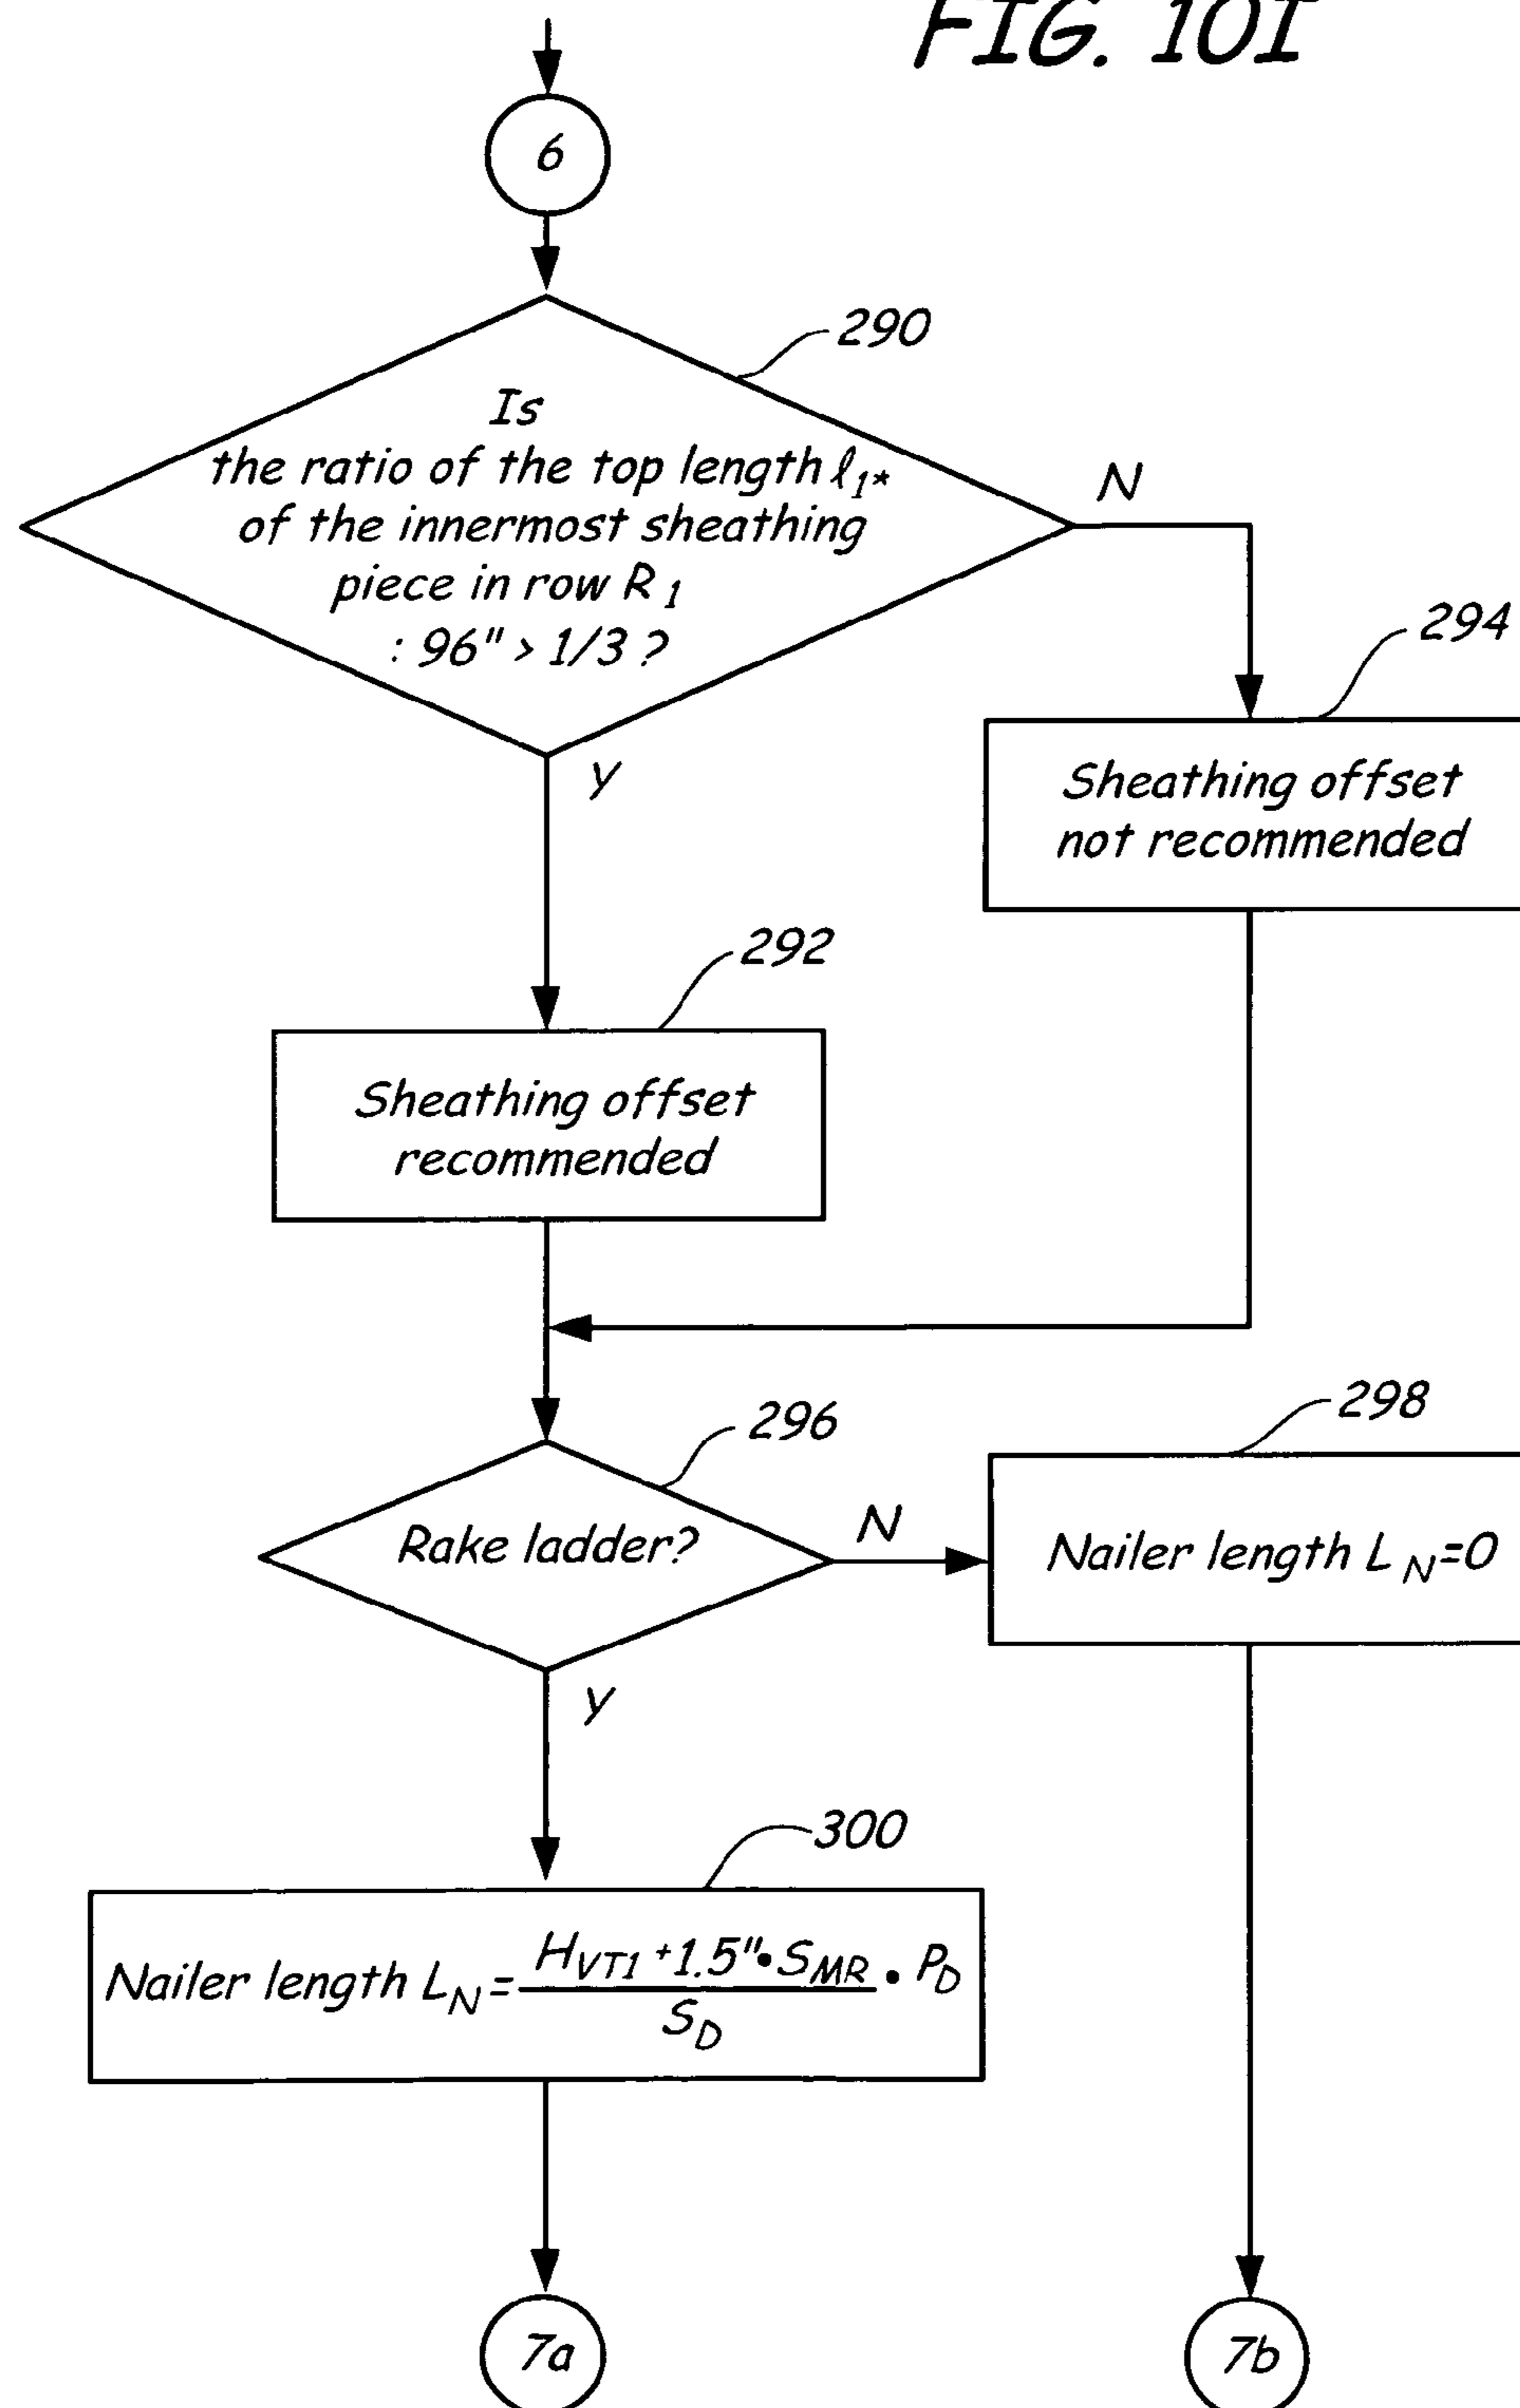 FIG. 10I
6
290
Is
the ratio of the top length ℓ1*
of the innermost sheathing
piece in row R1
: 96" > 1/3 ?
N
Y
294
Sheathing offset
not recommended
292
Sheathing offset
recommended
296
Rake ladder?
N
Y
298
Nailer length LN=0
300
Nailer length LN= HVT1 +1.5"•SMR • PD
SD
7a
7b